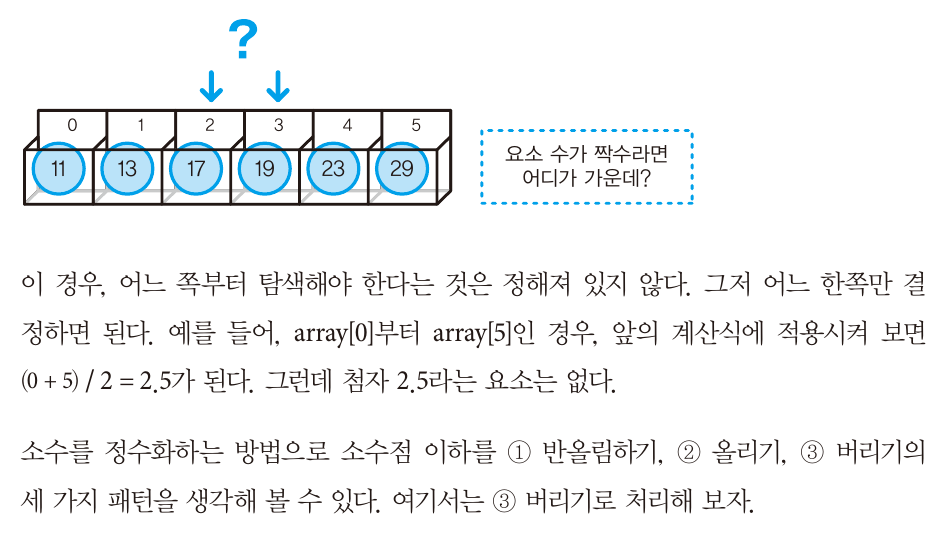 ?
0 1 2 3 4 5
11 13 17 19 23 29
요소 수가 짝수라면
어디가 가운데?
이 경우, 어느 쪽부터 탐색해야 한다는 것은 정해져 있지 않다. 그저 어느 한쪽만 결
정하면 된다. 예를 들어, array[0]부터 array[5]인 경우, 앞의 계산식에 적용시켜 보면
(0 + 5) / 2 = 2.5가 된다. 그런데 첨자 2.5라는 요소는 없다.
소수를 정수화하는 방법으로 소수점 이하를 ① 반올림하기, ② 올리기, ③ 버리기의
세 가지 패턴을 생각해 볼 수 있다. 여기서는 ③ 버리기로 처리해 보자.